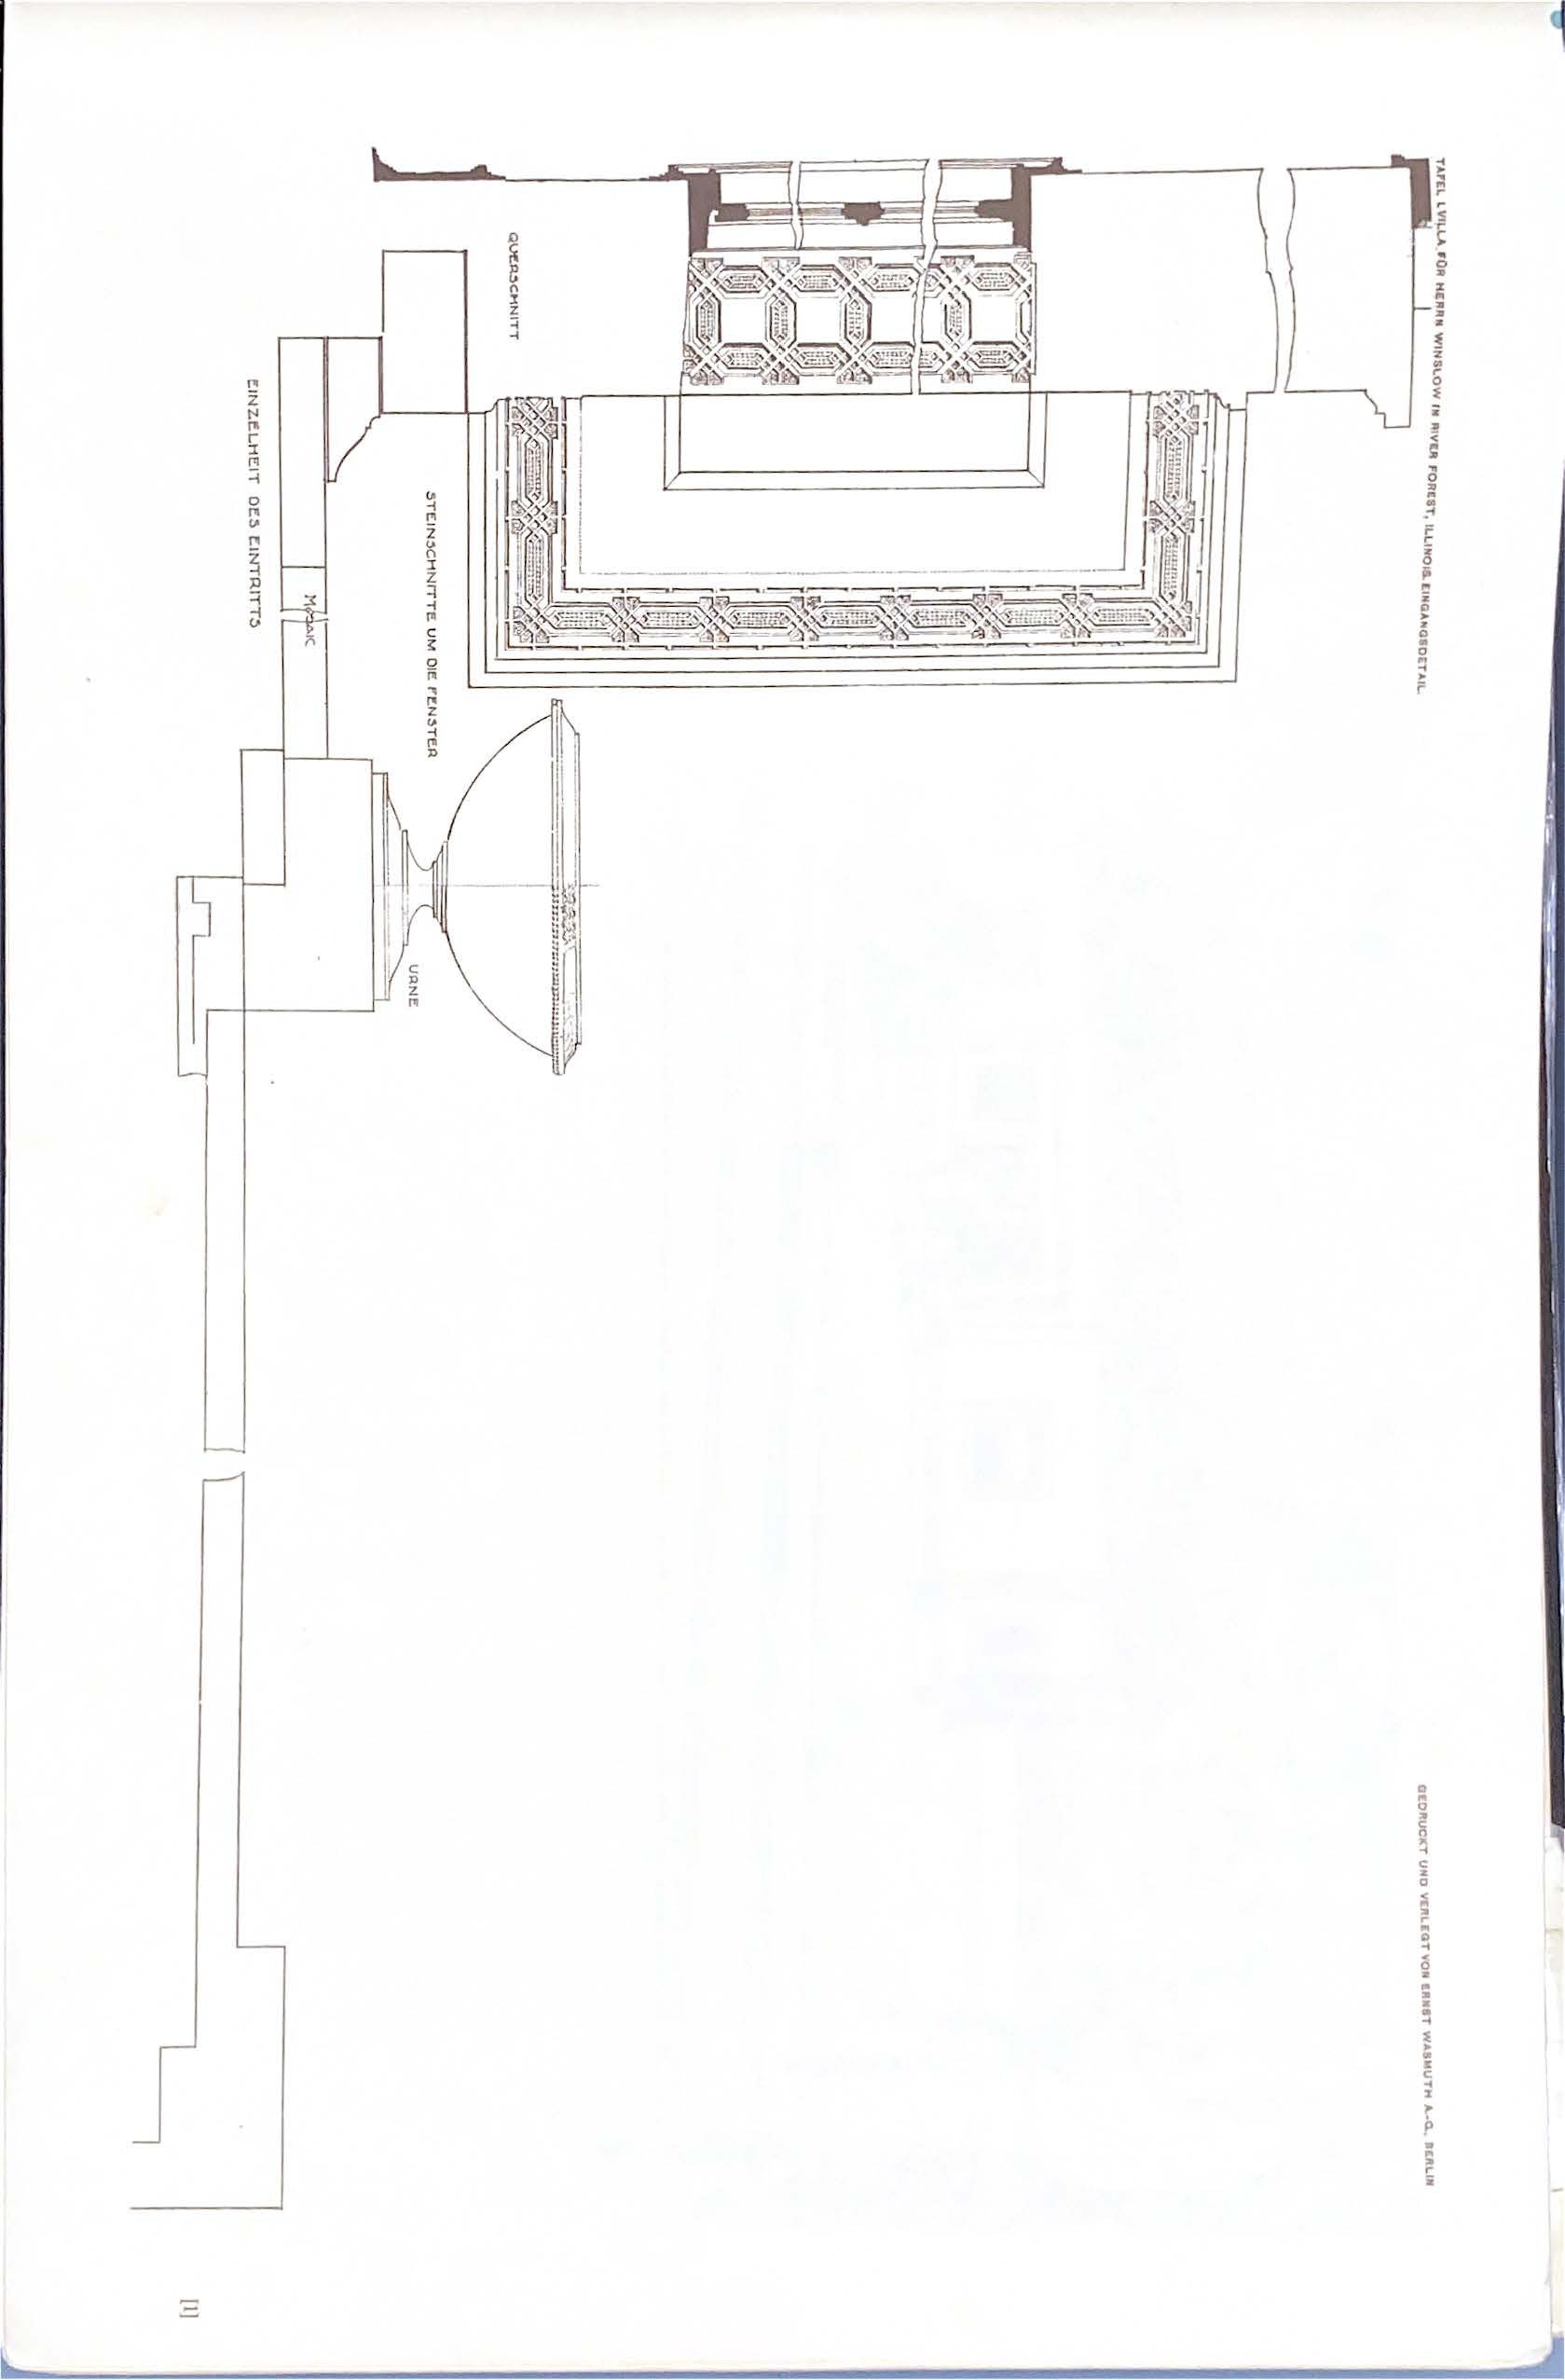 TAFEL I. VILLA FÜR HERRN WINSLOW IN RIVER FOREST, ILLINOIS. EINGANGSDETAIL.
GEDRUCKT UND VERLEGT VON ERNST WASMUTH A.-G., BERLIN
QUERSCHNITT
STEINSCHNITTE UM DIE FENSTER
URNE
MOSAIC
EINZELHEIT DES EINTRITTS
[1]